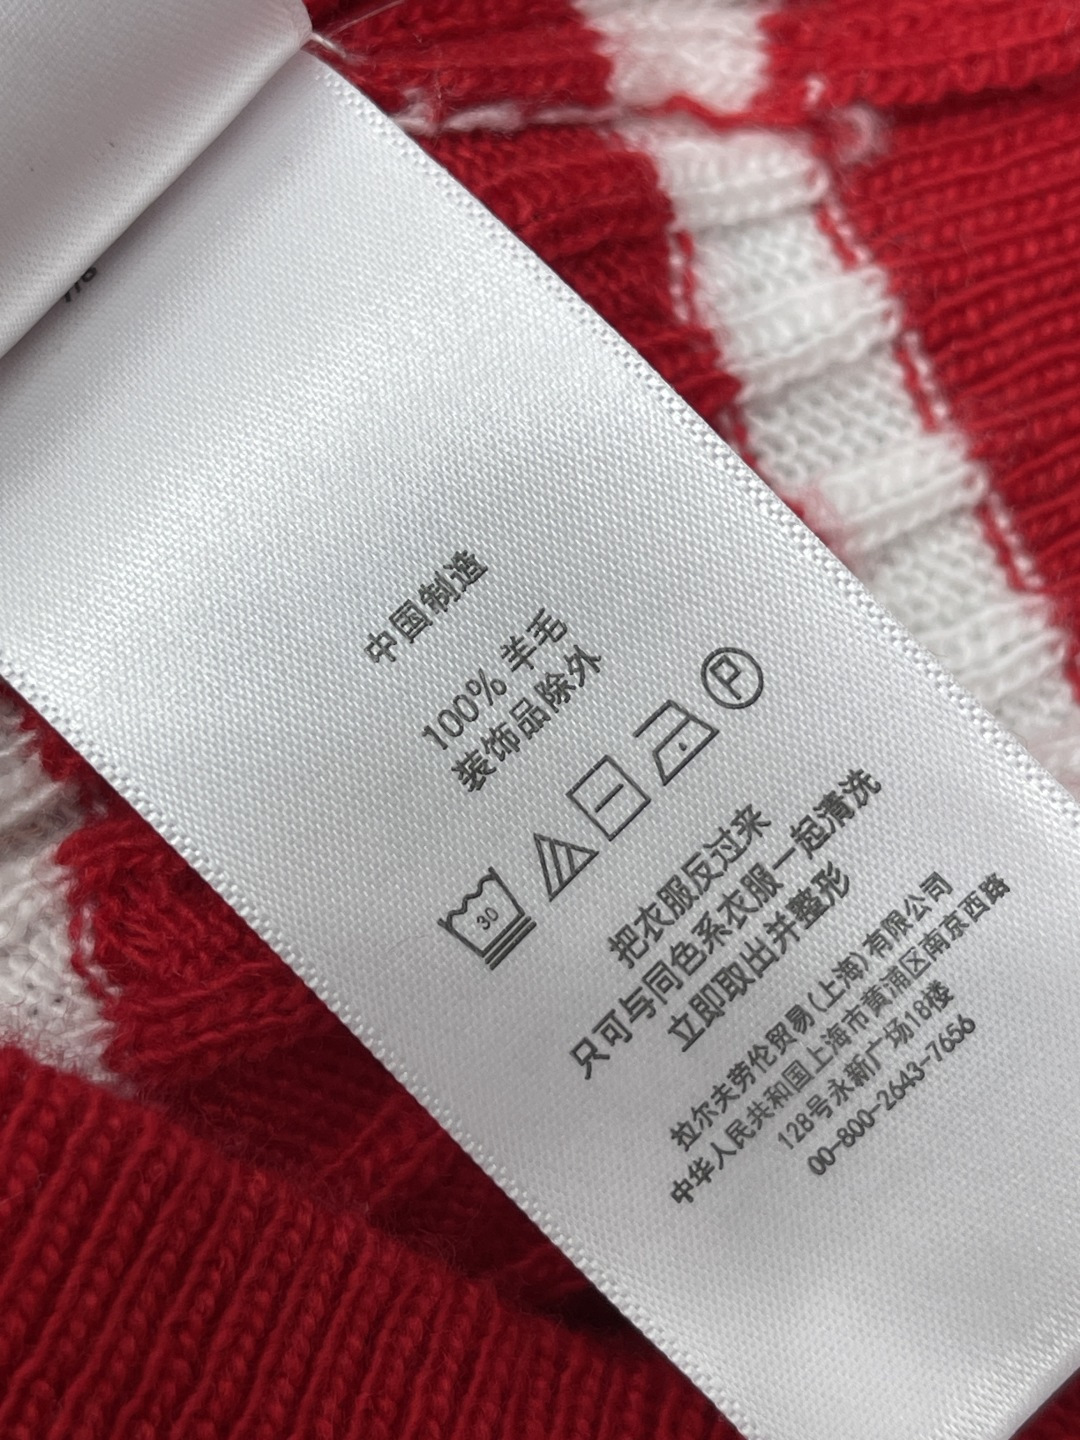 中国制造
100% 羊毛
装饰品除外
30
P
把衣服反过来
只可与同色系衣服一起清洗
立即取出并整形
拉尔夫劳伦贸易(上海)有限公司
中华人民共和国上海市黄浦区南京西路
128号永新广场18楼
00-800-2643-7656